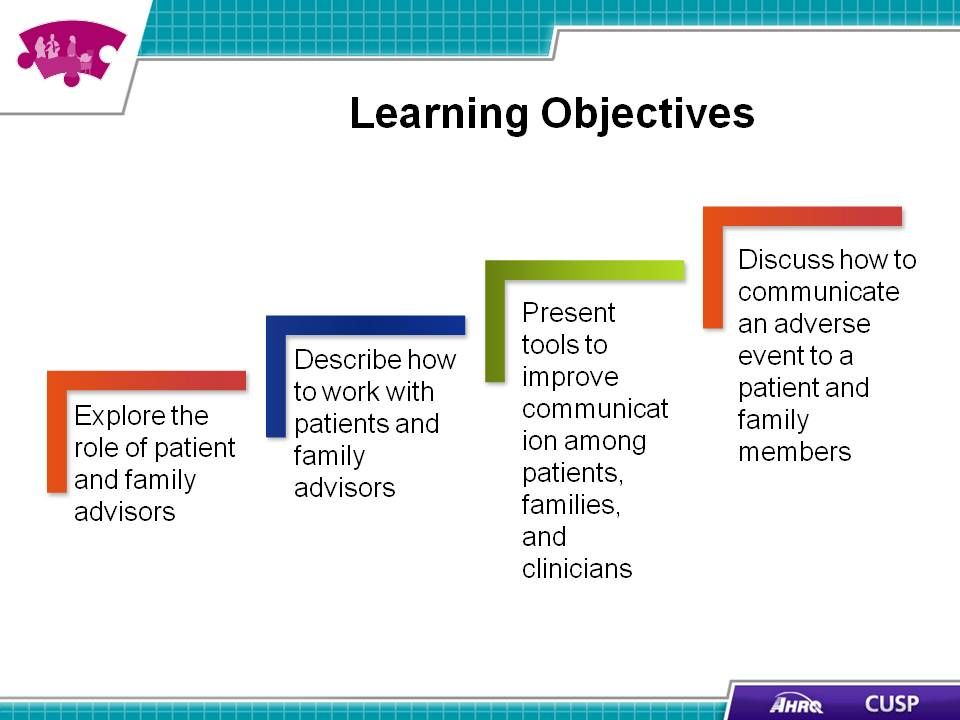 Learning Objectives
Explore the
role of patient
and family
advisors
Describe how
to work with
patients and
family
advisors
Present
tools to
improve
communicat
ion among
patients,
families,
and
clinicians
Discuss how to
communicate
an adverse
event to a
patient and
family
members
AHRQ
CUSP